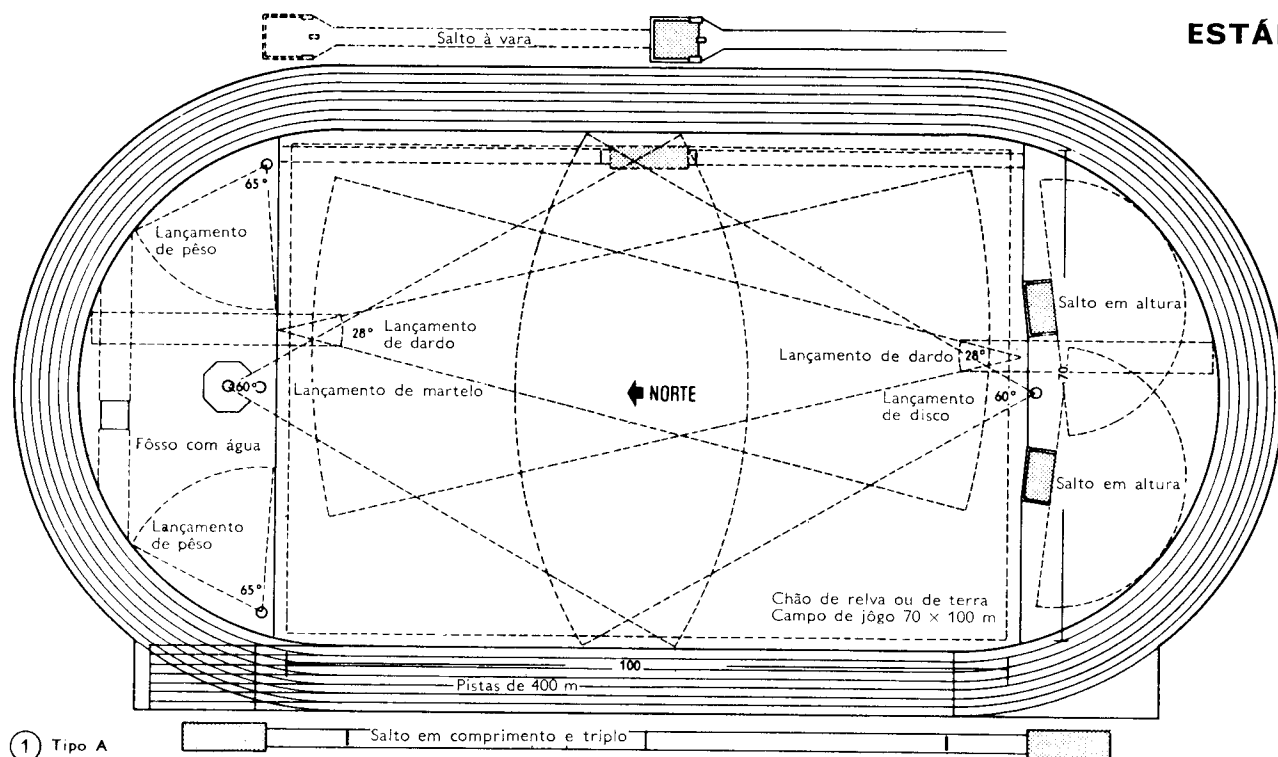 ESTÁ
Salto à vara
65°
Lançamento
de pêso
Salto em altura
28°
Lançamento
de dardo
Lançamento de dardo
28°
70
60°
Lançamento de martelo
NORTE
Lançamento
de disco
60°
Fôsso com água
Salto em altura
Lançamento
de pêso
65°
Chão de relva ou de terra
Campo de jôgo 70 × 100 m
100
Pistas de 400 m
Salto em comprimento e triplo
1 Tipo A